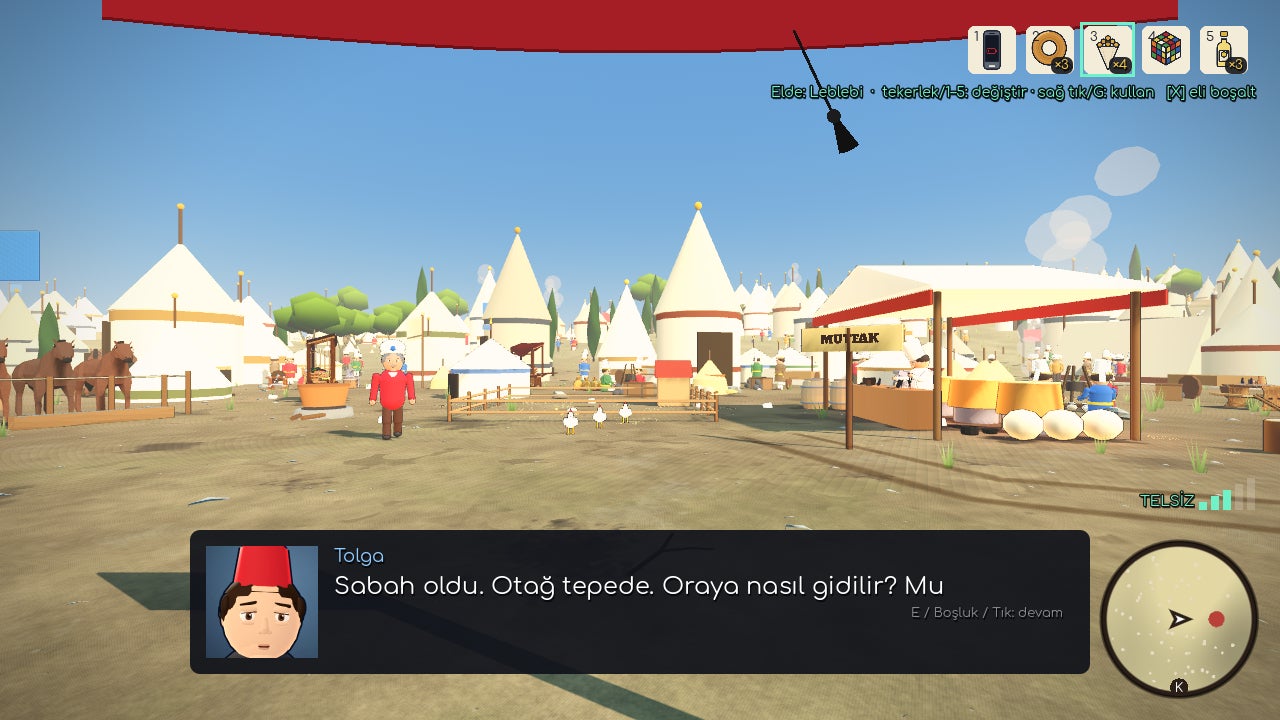 1
2
×3
3
×4
4
5
×3
Elde: Leblebi · tekerlek/1-5: değiştir · sağ tık/G: kullan [X] eli boşalt
MUTFAK
TELSİZ
Tolga
Sabah oldu. Otağ tepede. Oraya nasıl gidilir? Mu
E / Boşluk / Tık: devam
K